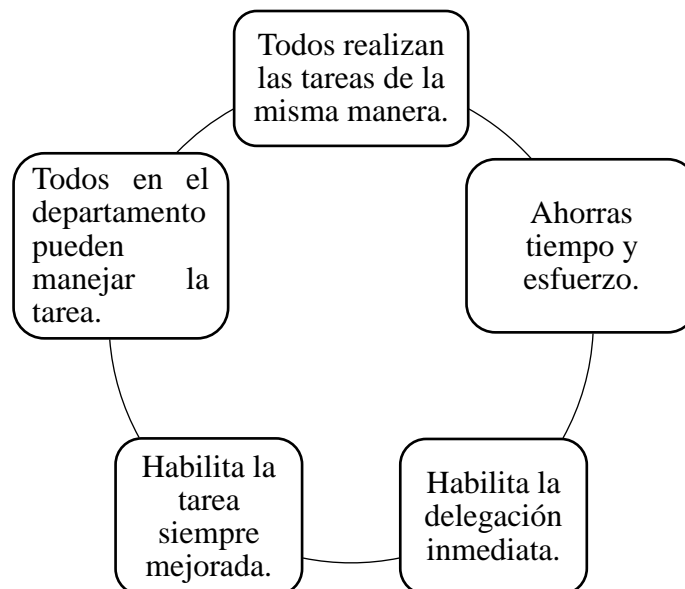 Todos realizan
las tareas de la
misma manera.
Ahorras
tiempo y
esfuerzo.
Habilita la
delegación
inmediata.
Habilita la
tarea
siempre
mejorada.
Todos en el
departamento
pueden
manejar la
tarea.